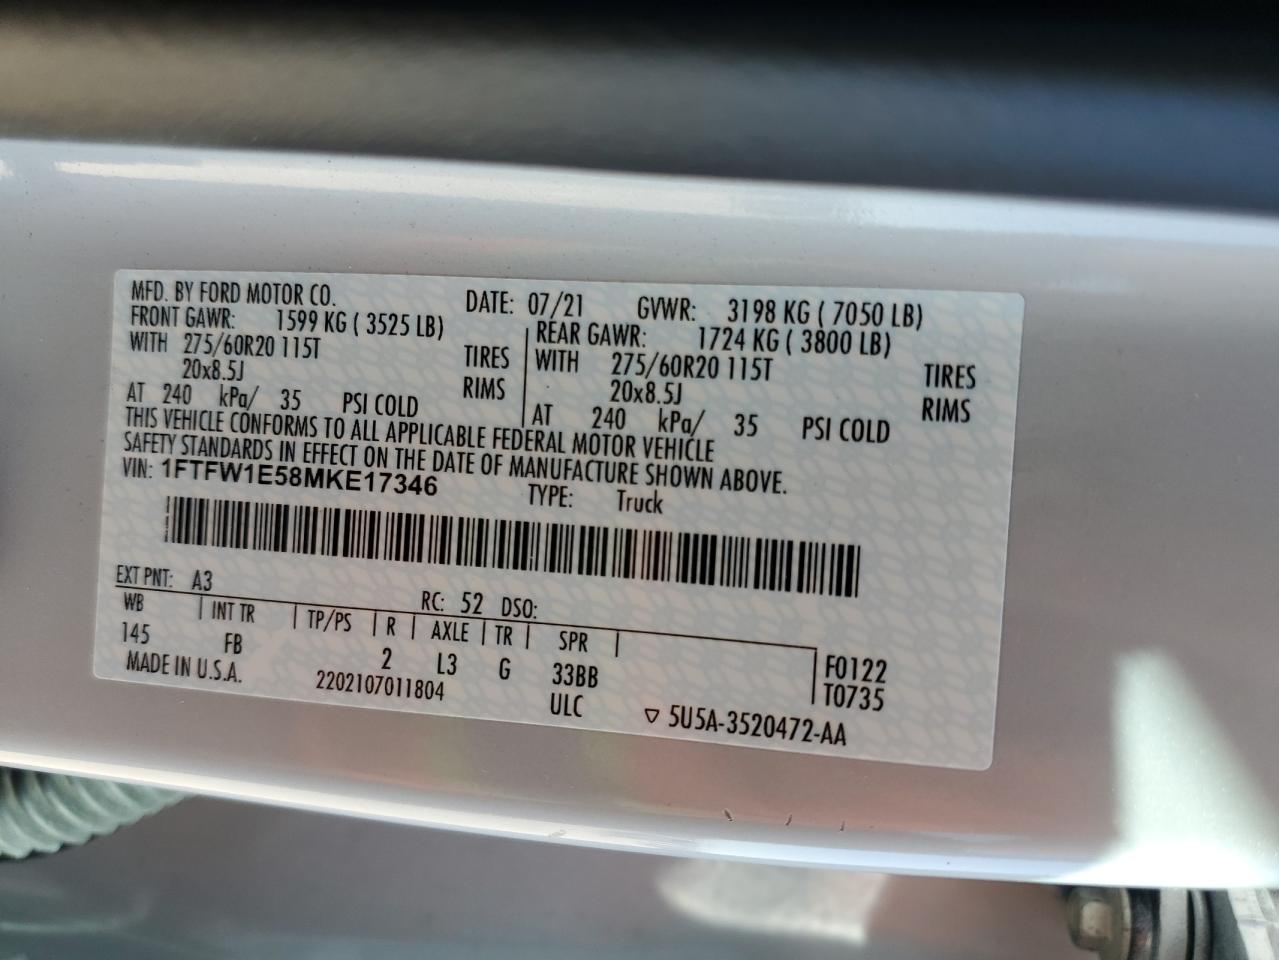 MFD. BY FORD MOTOR CO. DATE: 07/21 GVWR: 3198 KG ( 7050 LB)
FRONT GAWR: 1599 KG ( 3525 LB) REAR GAWR: 1724 KG ( 3800 LB)
WITH 275/60R20 115T TIRES WITH 275/60R20 115T TIRES
20x8.5J RIMS 20x8.5J RIMS
AT 240 kPa/ 35 PSI COLD AT 240 kPa/ 35 PSI COLD
THIS VEHICLE CONFORMS TO ALL APPLICABLE FEDERAL MOTOR VEHICLE
SAFETY STANDARDS IN EFFECT ON THE DATE OF MANUFACTURE SHOWN ABOVE.
VIN: 1FTFW1E58MKE17346 TYPE: Truck
EXT PNT: A3 RC: 52 DSO:
WB INT TR TP/PS R AXLE TR SPR
145 FB 2 L3 G 33BB F0122
MADE IN U.S.A. 2202107011804 ULC T0735
▽ 5U5A-3520472-AA